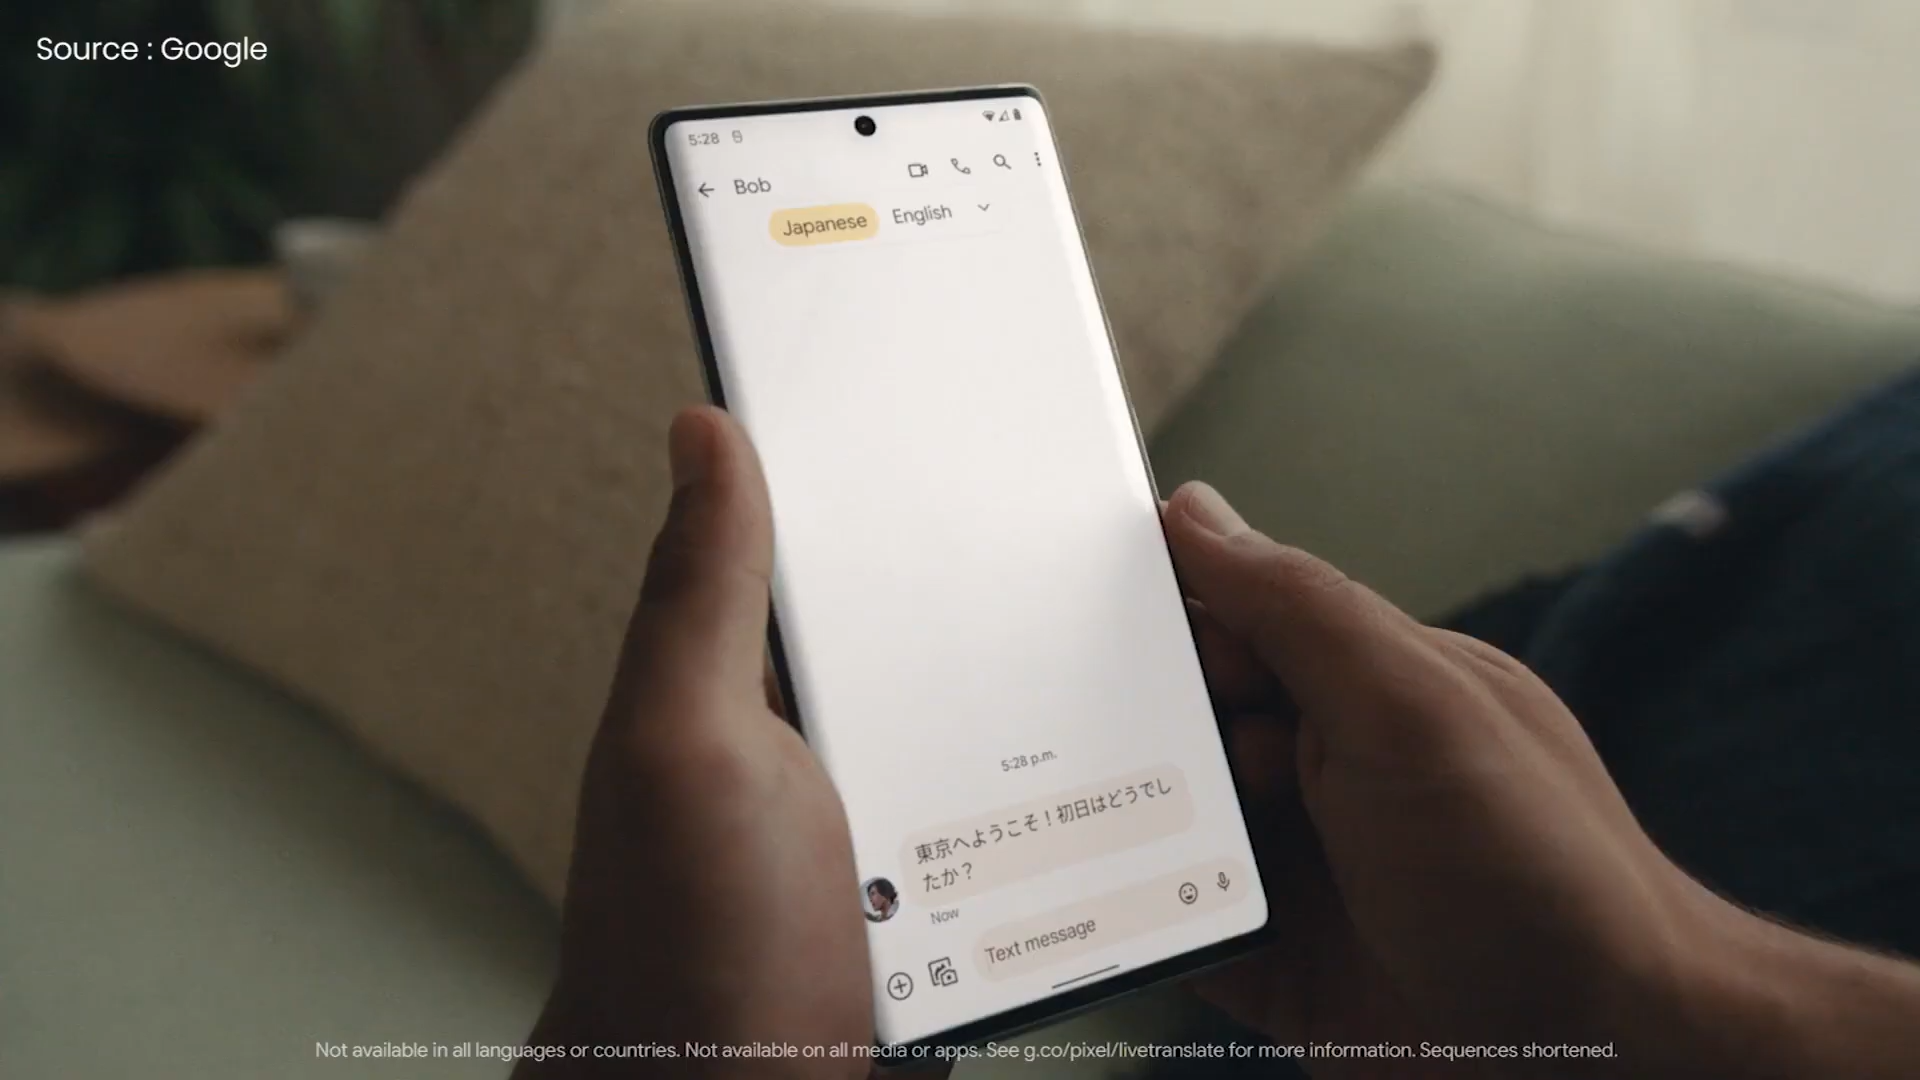 Source : Google
5:28
Bob
Japanese English
5:28 p.m.
東京へようこそ！初日はどうでし
たか？
Now
Text message
Not available in all languages or countries. Not available on all media or apps. See g.co/pixel/livetranslate for more information. Sequences shortened.